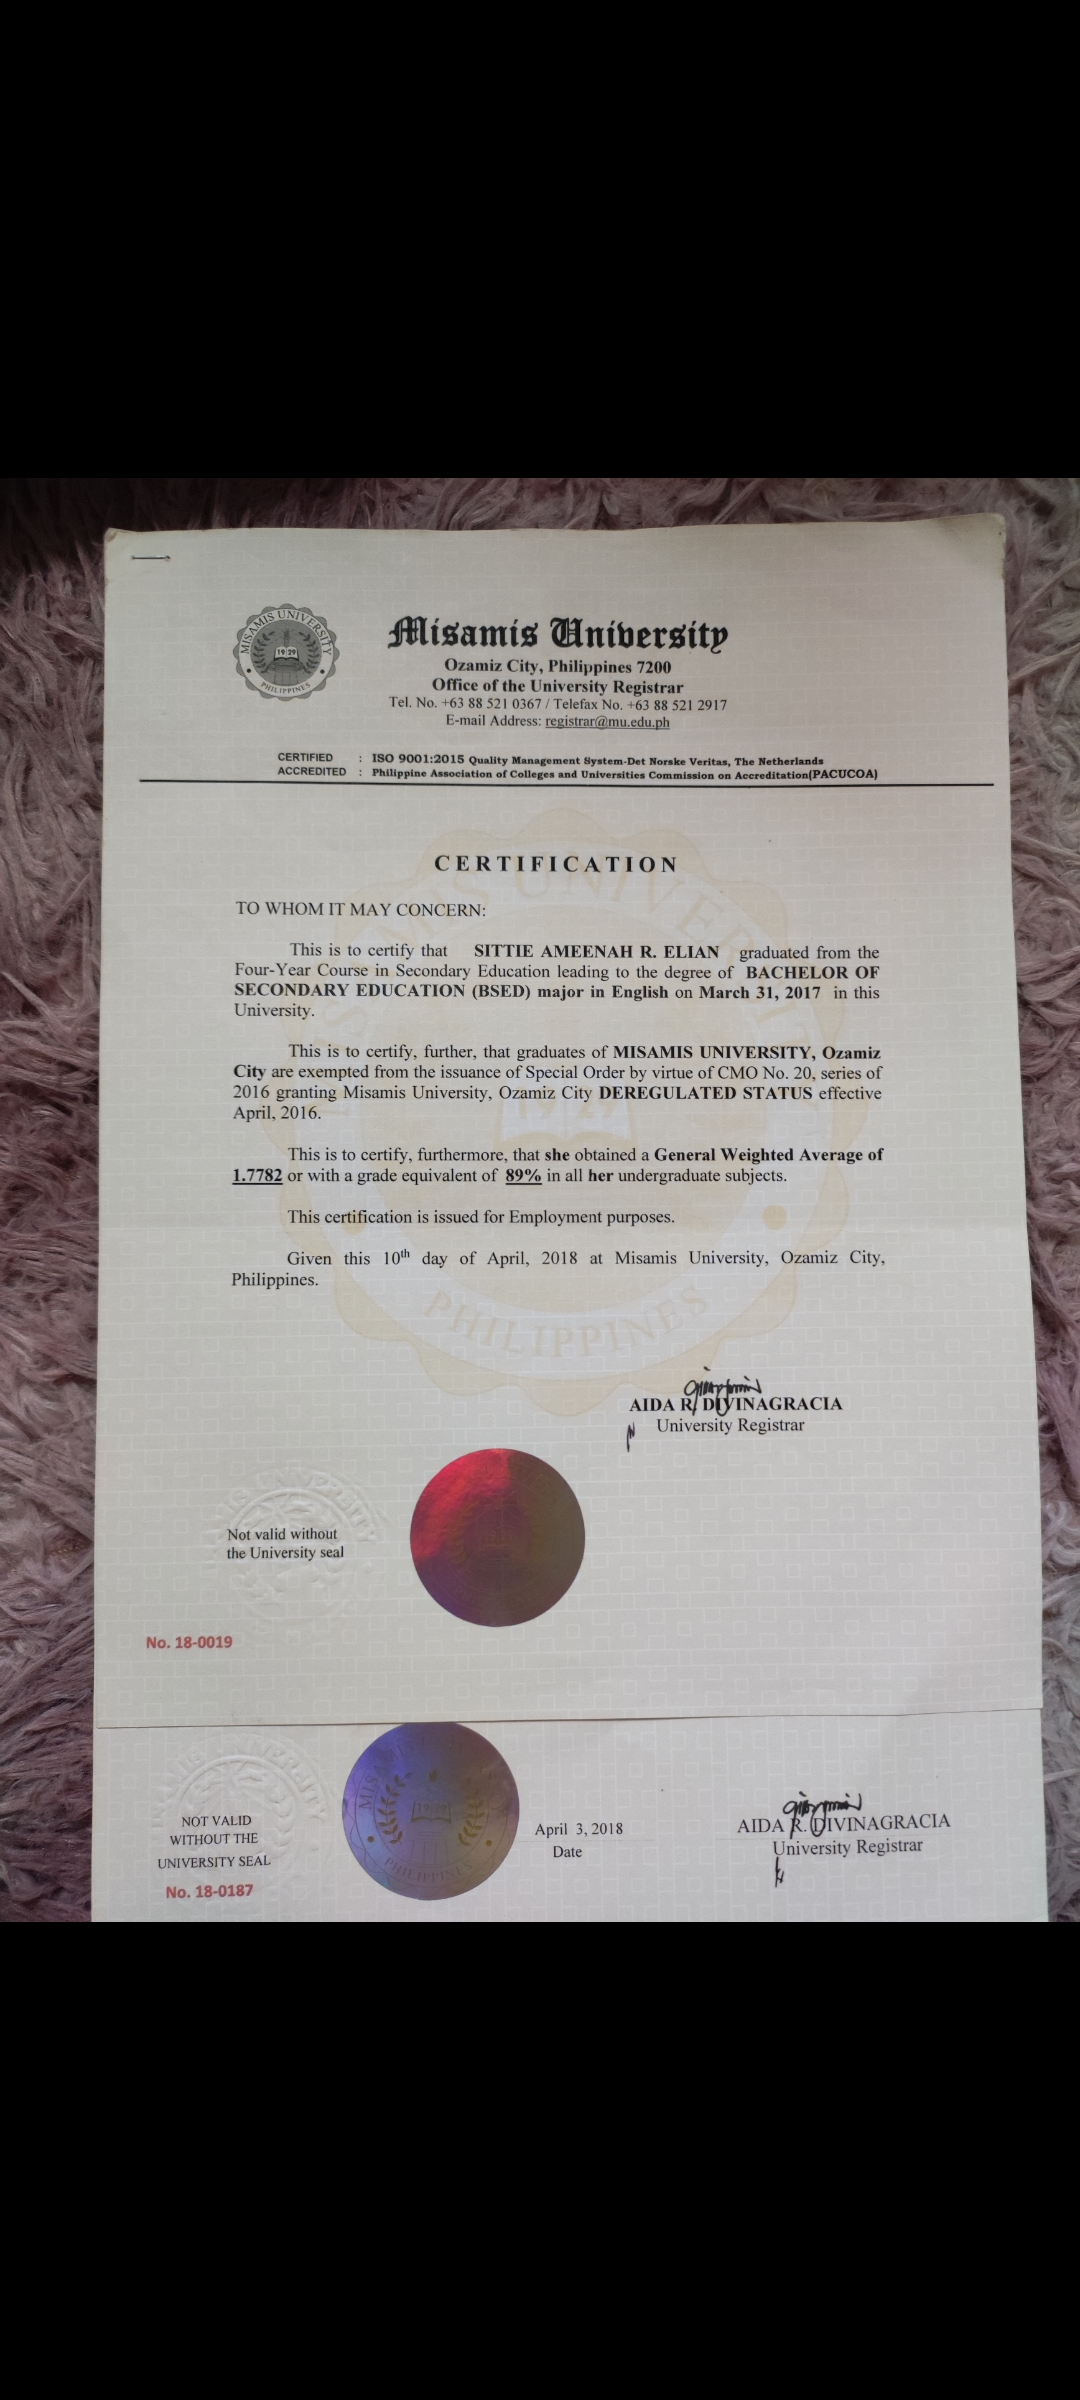 MISAMIS UNIVERSITY
1929
PHILIPPINES
Misamis University
Ozamiz City, Philippines 7200
Office of the University Registrar
Tel. No. +63 88 521 0367 / Telefax No. +63 88 521 2917
E-mail Address: registrar@mu.edu.ph
CERTIFIED : ISO 9001:2015 Quality Management System-Det Norske Veritas, The Netherlands
ACCREDITED : Philippine Association of Colleges and Universities Commission on Accreditation(PACUCOA)
CERTIFICATION
TO WHOM IT MAY CONCERN:
This is to certify that SITTIE AMEENAH R. ELIAN graduated from the
Four-Year Course in Secondary Education leading to the degree of BACHELOR OF
SECONDARY EDUCATION (BSED) major in English on March 31, 2017 in this
University.
This is to certify, further, that graduates of MISAMIS UNIVERSITY, Ozamiz
City are exempted from the issuance of Special Order by virtue of CMO No. 20, series of
2016 granting Misamis University, Ozamiz City DEREGULATED STATUS effective
April, 2016.
This is to certify, furthermore, that she obtained a General Weighted Average of
1.7782 or with a grade equivalent of 89% in all her undergraduate subjects.
This certification is issued for Employment purposes.
Given this 10th day of April, 2018 at Misamis University, Ozamiz City,
Philippines.
AIDA R. DIVINAGRACIA
University Registrar
Not valid without
the University seal
No. 18-0019
NOT VALID
WITHOUT THE
UNIVERSITY SEAL
No. 18-0187
1929
PHILIPPINES
April 3, 2018
Date
AIDA R. DIVINAGRACIA
University Registrar